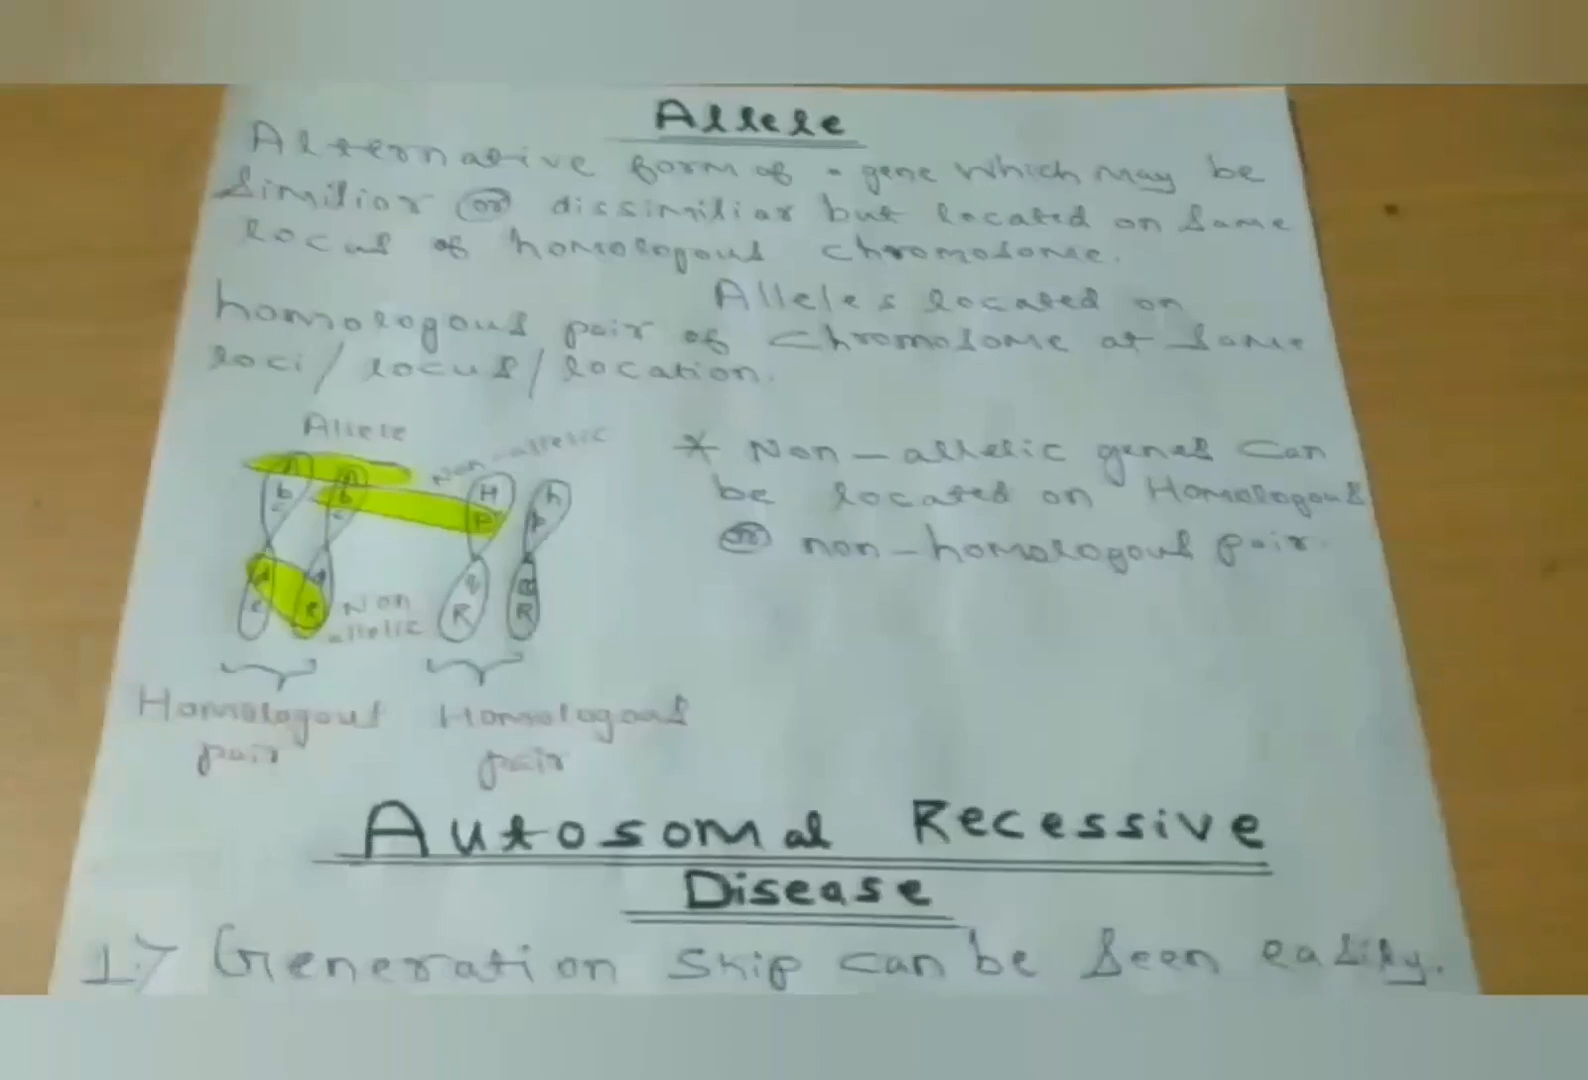 Allele
Alternative form of a gene which may be
similiar or dissimiliar but located on same
locus of homologous chromosome.
Alleles located on
homologous pair of chromosome at same
loci/locus/location.
Allele
Non-allelic
* Non-allelic genes can
be located on Homologous
or non-homologous pair.
b b H h
c c
R R
Non
allelic
Homologous Homologous
pair pair
Autosomal Recessive
Disease
1.> Generation skip can be seen easily.